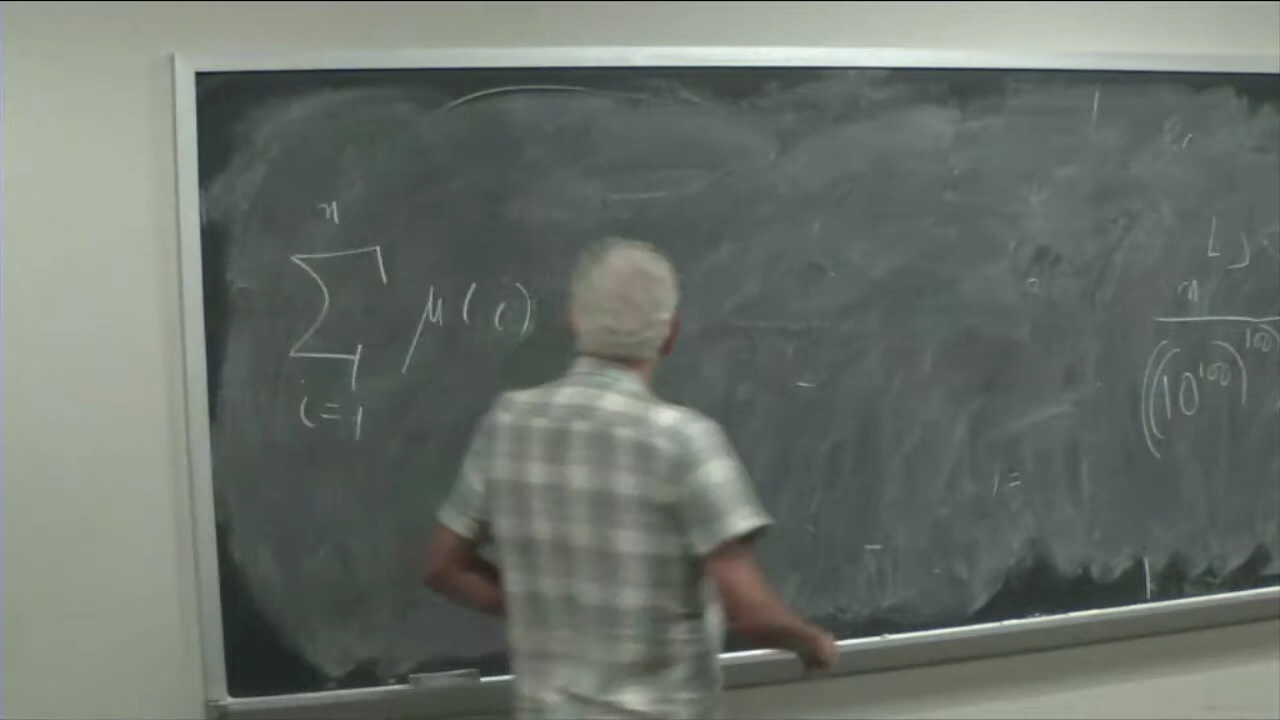 n
∑ μ(i)
i=1
n
((10^100)^100